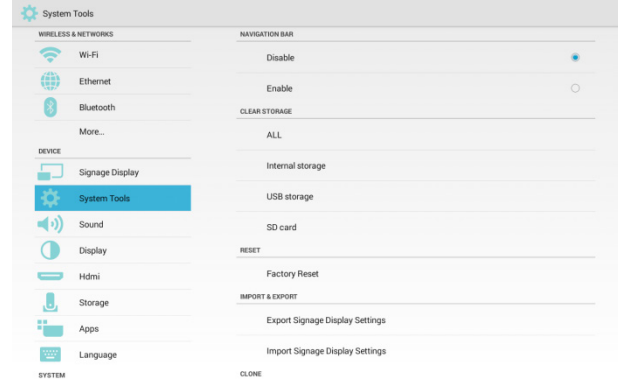 System Tools
WIRELESS & NETWORKS
Wi-Fi
Ethernet
Bluetooth
More...
DEVICE
Signage Display
System Tools
Sound
Display
Hdmi
Storage
Apps
Language
SYSTEM
NAVIGATION BAR
Disable
Enable
CLEAR STORAGE
ALL
Internal storage
USB storage
SD card
RESET
Factory Reset
IMPORT & EXPORT
Export Signage Display Settings
Import Signage Display Settings
CLONE